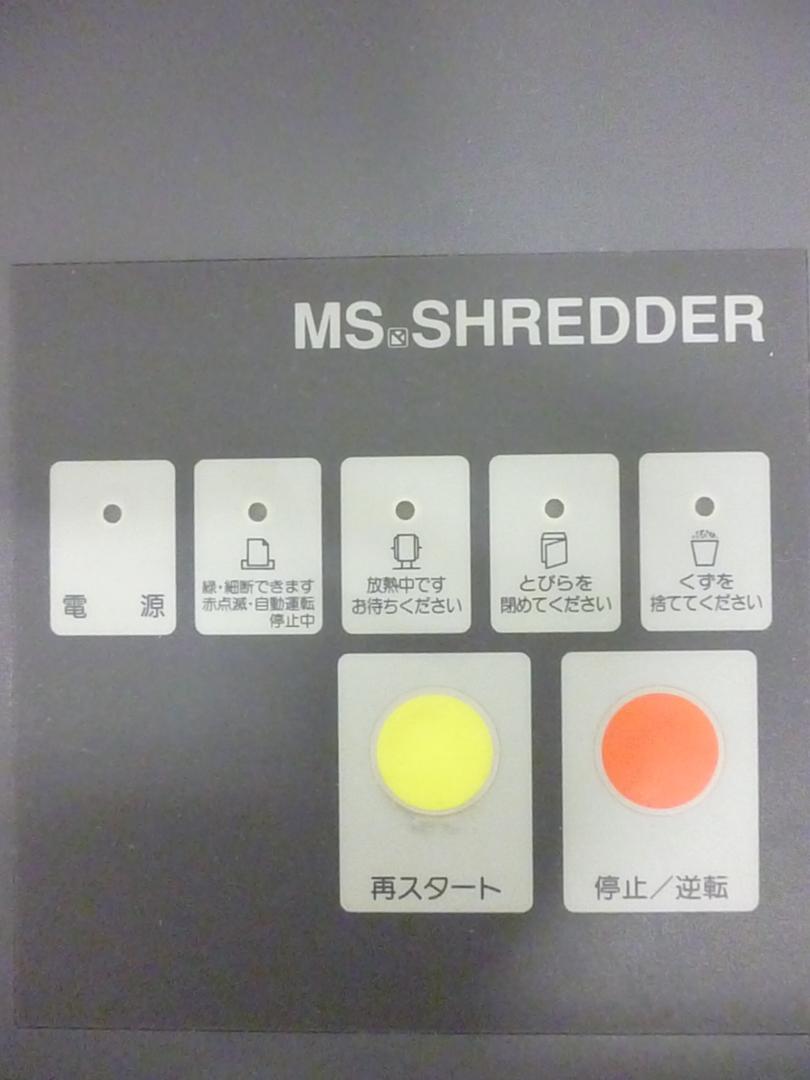 MS SHREDDER
電源
緑・細断できます
赤点滅・自動運転
停止中
放熱中です
お待ちください
とびらを
閉めてください
くずを
捨ててください
再スタート
停止／逆転